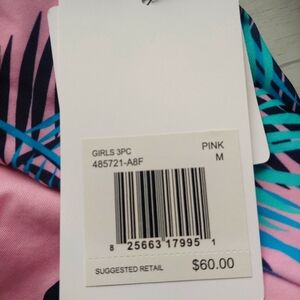 GIRLS 3PC PINK
485721-A8F M
8 25663 17995 1
SUGGESTED RETAIL $60.00